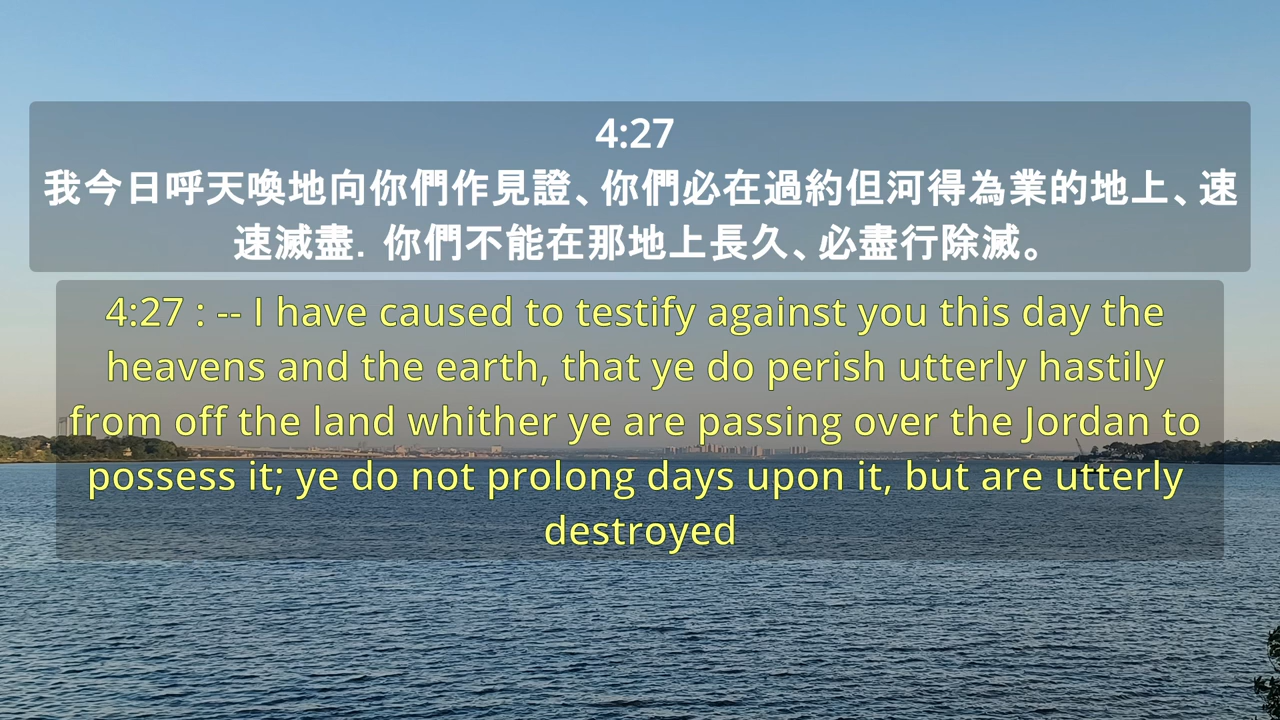 4:27
我今日呼天喚地向你們作見證、你們必在過約但河得為業的地上、速
速滅盡．你們不能在那地上長久、必盡行除滅。
4:27 : -- I have caused to testify against you this day the
heavens and the earth, that ye do perish utterly hastily
from off the land whither ye are passing over the Jordan to
possess it; ye do not prolong days upon it, but are utterly
destroyed